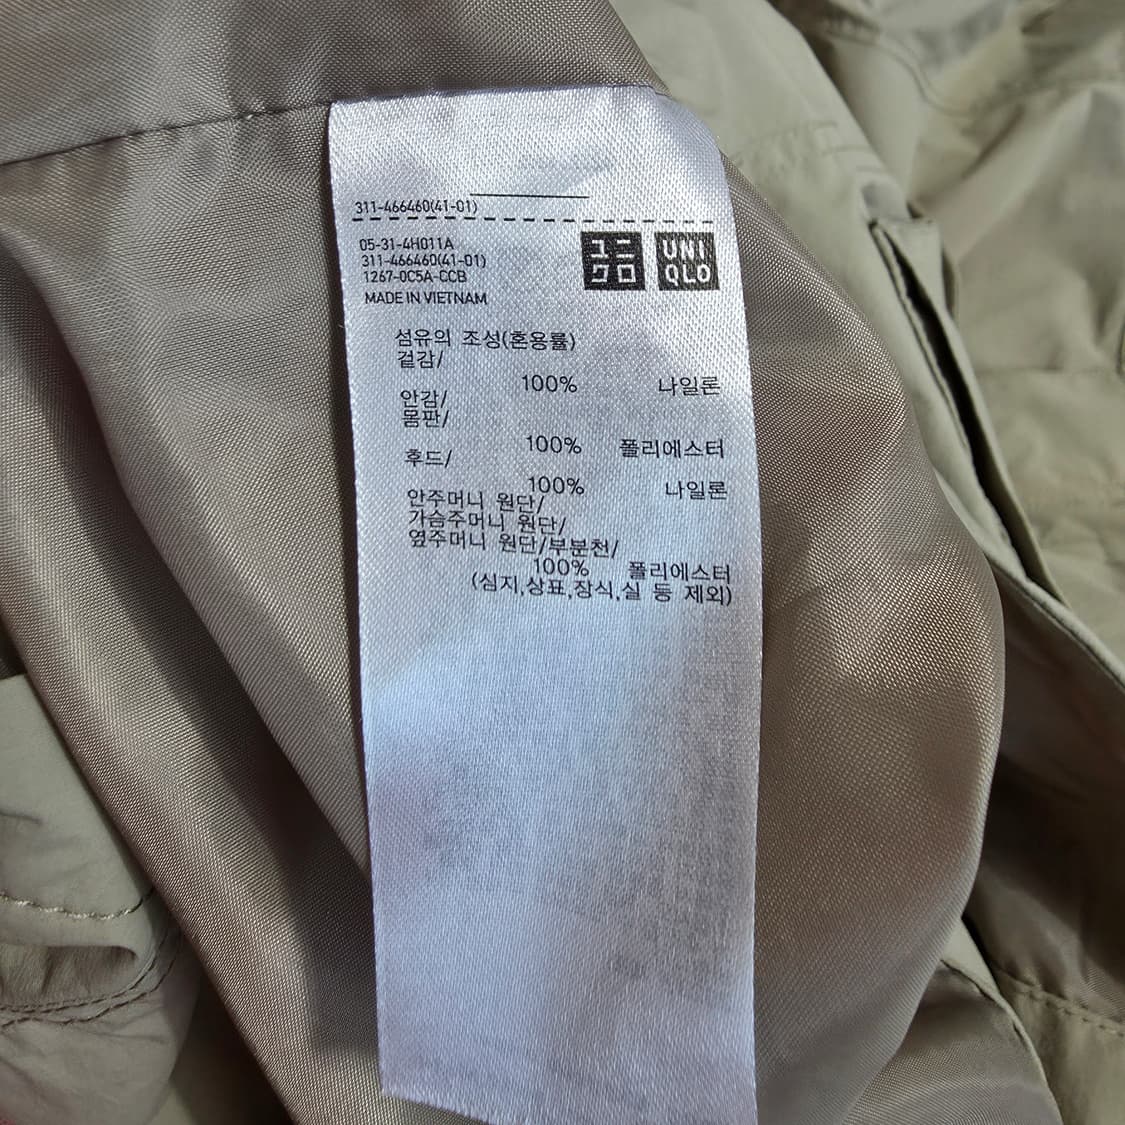 311-466460(41-01)
05-31-4H011A
311-466460(41-01)
1267-0C5A-CCB
MADE IN VIETNAM
ユニ
クロ
UNI
QLO
섬유의 조성(혼용률)
겉감/
100% 나일론
안감/
몸판/
100% 폴리에스터
후드/
100% 나일론
안주머니 원단/
가슴주머니 원단/
옆주머니 원단/부분천/
100% 폴리에스터
(심지,상표,장식,실 등 제외)